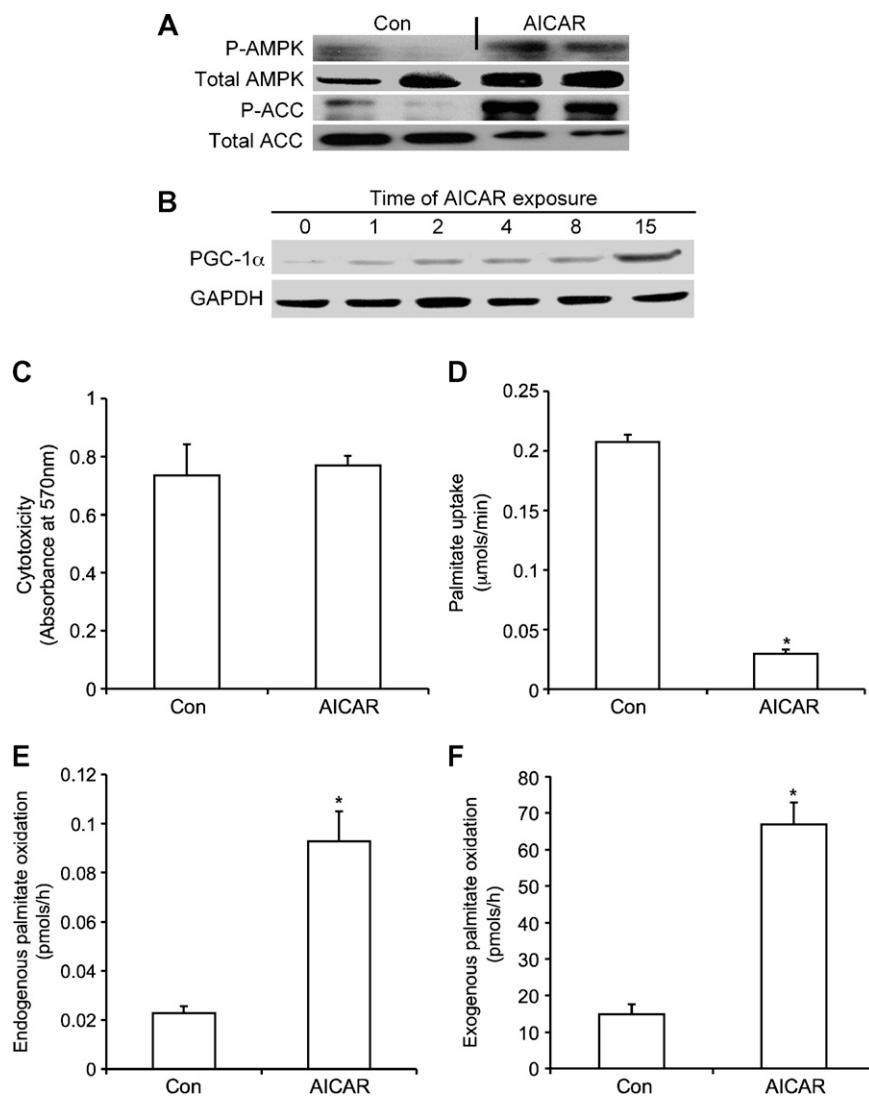 A
Con
AICAR
P-AMPK
Total AMPK
P-ACC
Total ACC
B
Time of AICAR exposure
0 1 2 4 8 15
PGC-1α
GAPDH
C
Cytotoxicity
(Absorbance at 570nm)
1
0.8
0.6
0.4
0.2
0
Con
AICAR
D
Palmitate uptake
(μmols/min)
0.25
0.2
0.15
0.1
0.05
0
*
Con
AICAR
E
Endogenous palmitate oxidation
(pmols/h)
0.12
0.1
0.08
0.06
0.04
0.02
0
*
Con
AICAR
F
Exogenous palmitate oxidation
(pmols/h)
80
70
60
50
40
30
20
10
0
*
Con
AICAR